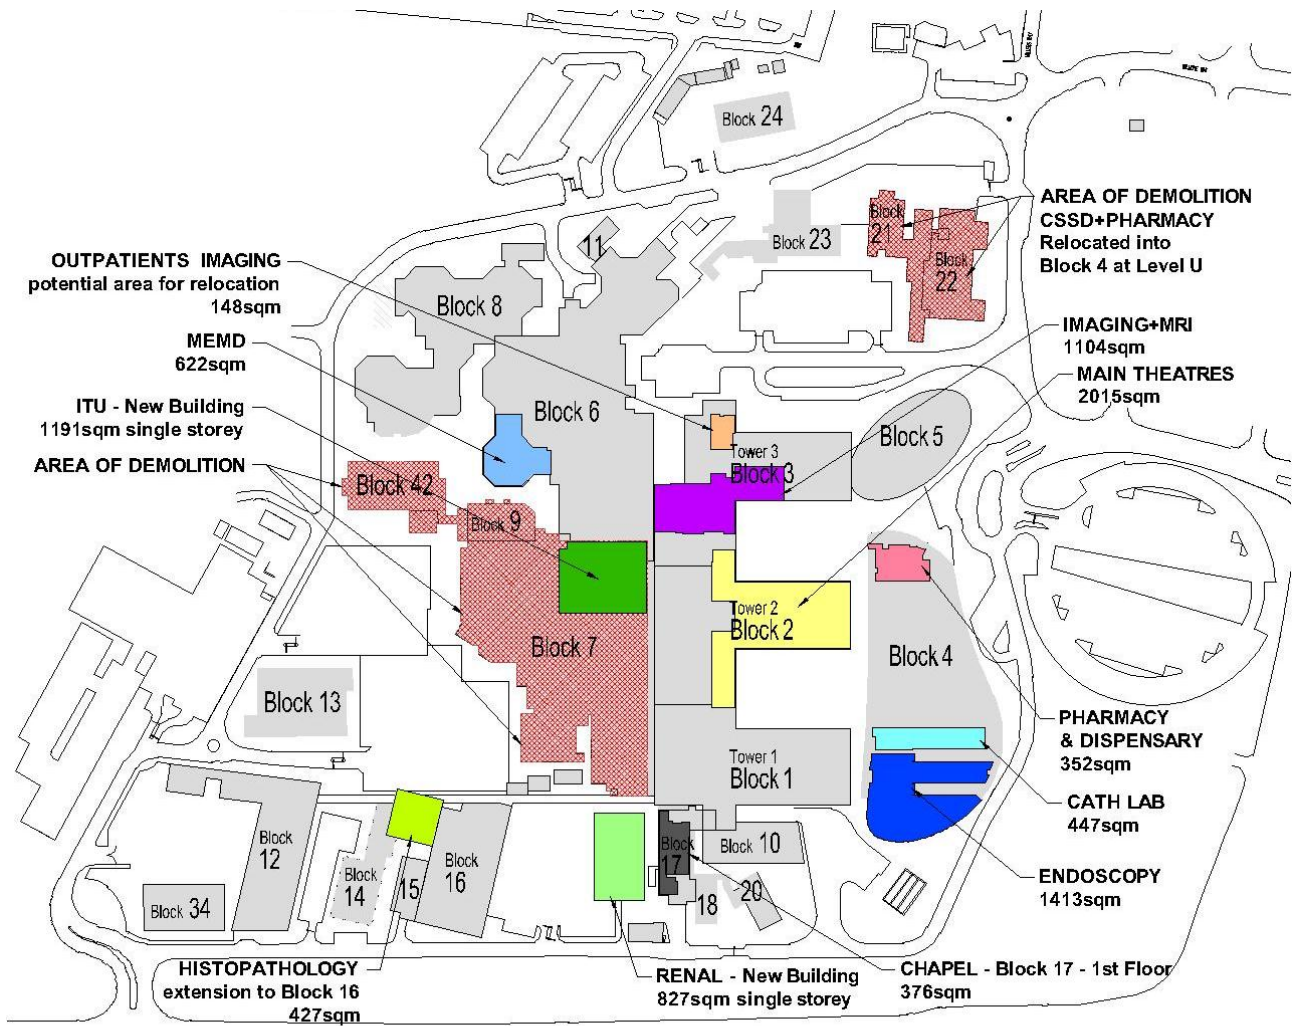 Block 24
AREA OF DEMOLITION
CSSD+PHARMACY
Relocated into
Block 4 at Level U
Block
21
Block 23
Block
22
11
OUTPATIENTS IMAGING
potential area for relocation
148sqm
Block 8
IMAGING+MRI
1104sqm
MEMD
622sqm
MAIN THEATRES
2015sqm
ITU - New Building
1191sqm single storey
Block 6
Block 5
AREA OF DEMOLITION
Tower 3
Block 3
Block 42
Block 9
Tower 2
Block 2
Block 7
Block 4
Block 13
PHARMACY
& DISPENSARY
352sqm
Tower 1
Block 1
CATH LAB
447sqm
Block
12
Block
14
15
Block
16
Block
17
Block 10
ENDOSCOPY
1413sqm
Block 34
18
20
HISTOPATHOLOGY
extension to Block 16
427sqm
RENAL - New Building
827sqm single storey
CHAPEL - Block 17 - 1st Floor
376sqm